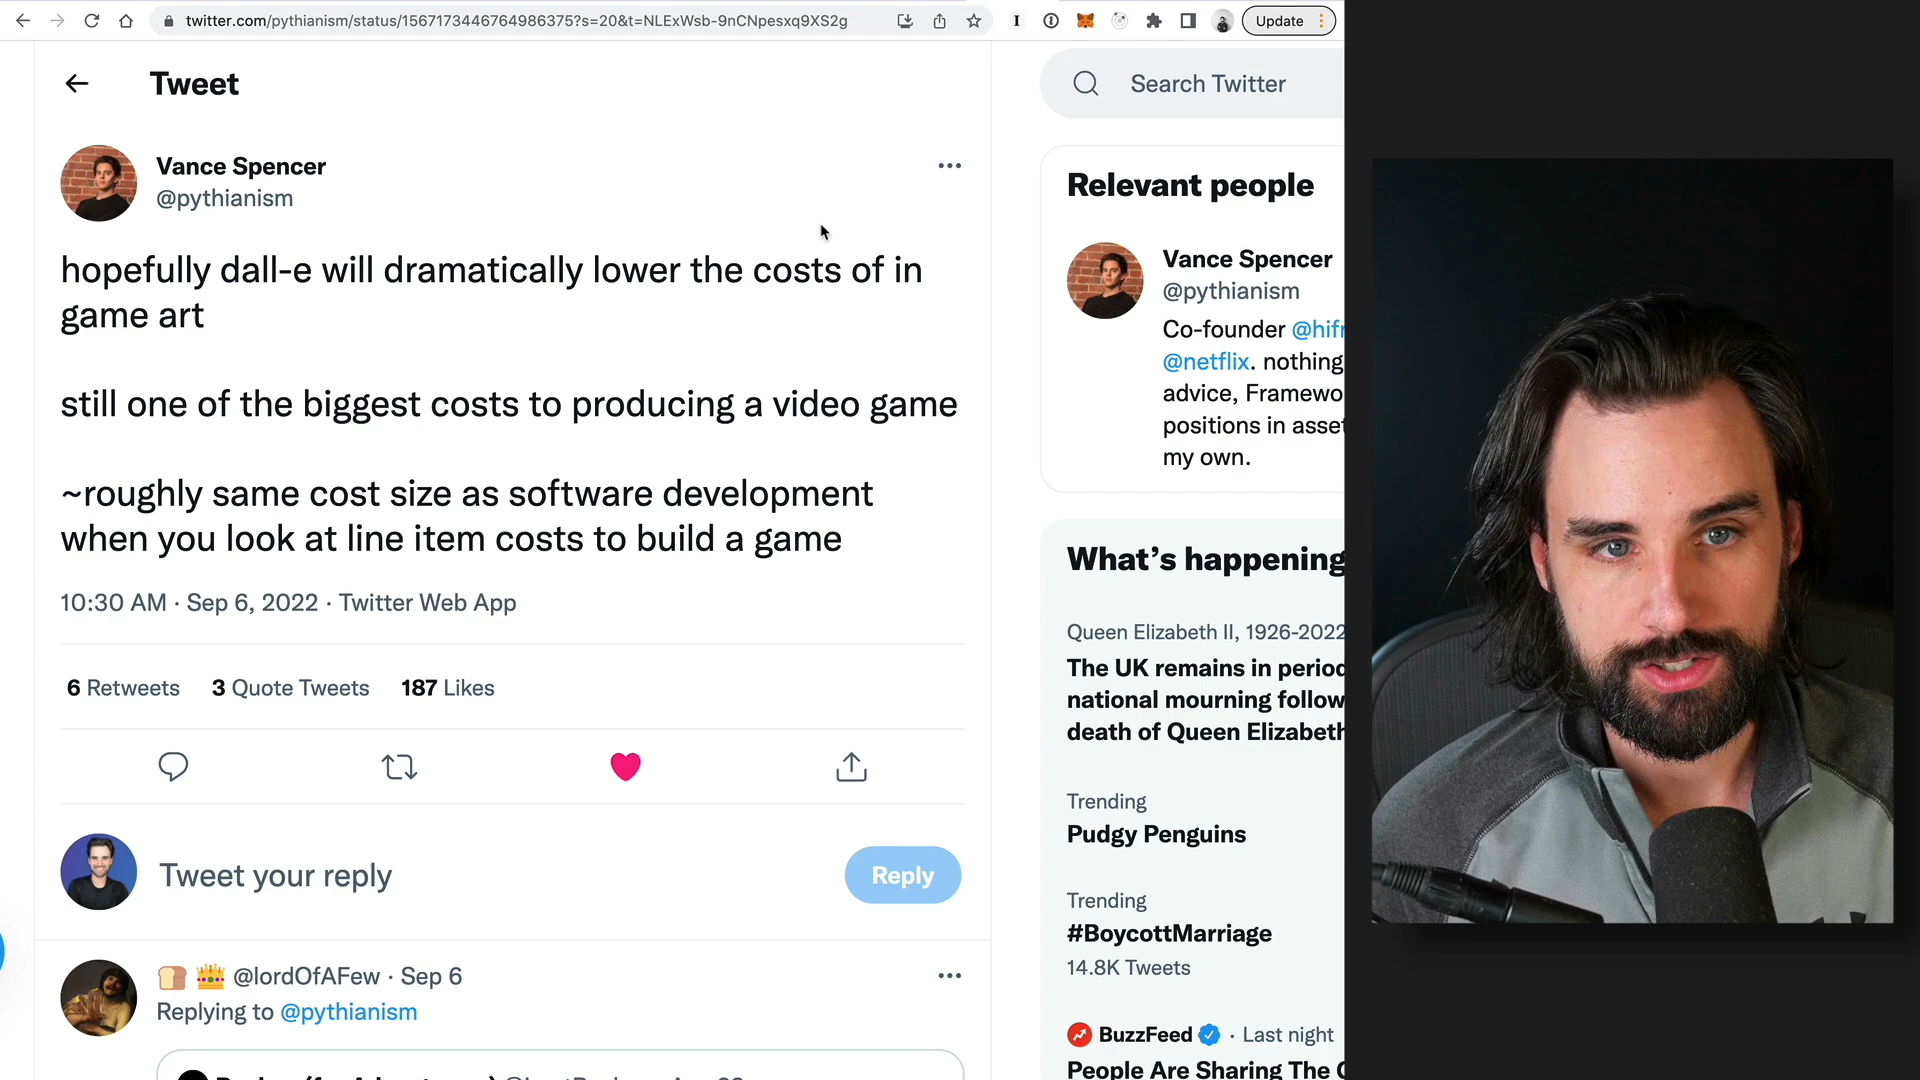 twitter.com/pythianism/status/1567173446764986375?s=20&t=NLExWsb-9nCNpesxq9XS2g
Update
Tweet
Search Twitter
Vance Spencer
@pythianism
hopefully dall-e will dramatically lower the costs of in
game art
still one of the biggest costs to producing a video game
~roughly same cost size as software development
when you look at line item costs to build a game
10:30 AM · Sep 6, 2022 · Twitter Web App
6 Retweets 3 Quote Tweets 187 Likes
Tweet your reply
Reply
@lordOfAFew · Sep 6
Replying to @pythianism
Relevant people
Vance Spencer
@pythianism
Co-founder
@netflix. nothing
advice,
positions in
my own.
What's happening
Queen Elizabeth II, 1926-2022
The UK remains in
national mourning
death of Queen Elizabeth
Trending
Pudgy Penguins
Trending
#BoycottMarriage
14.8K Tweets
BuzzFeed · Last night
People Are Sharing The